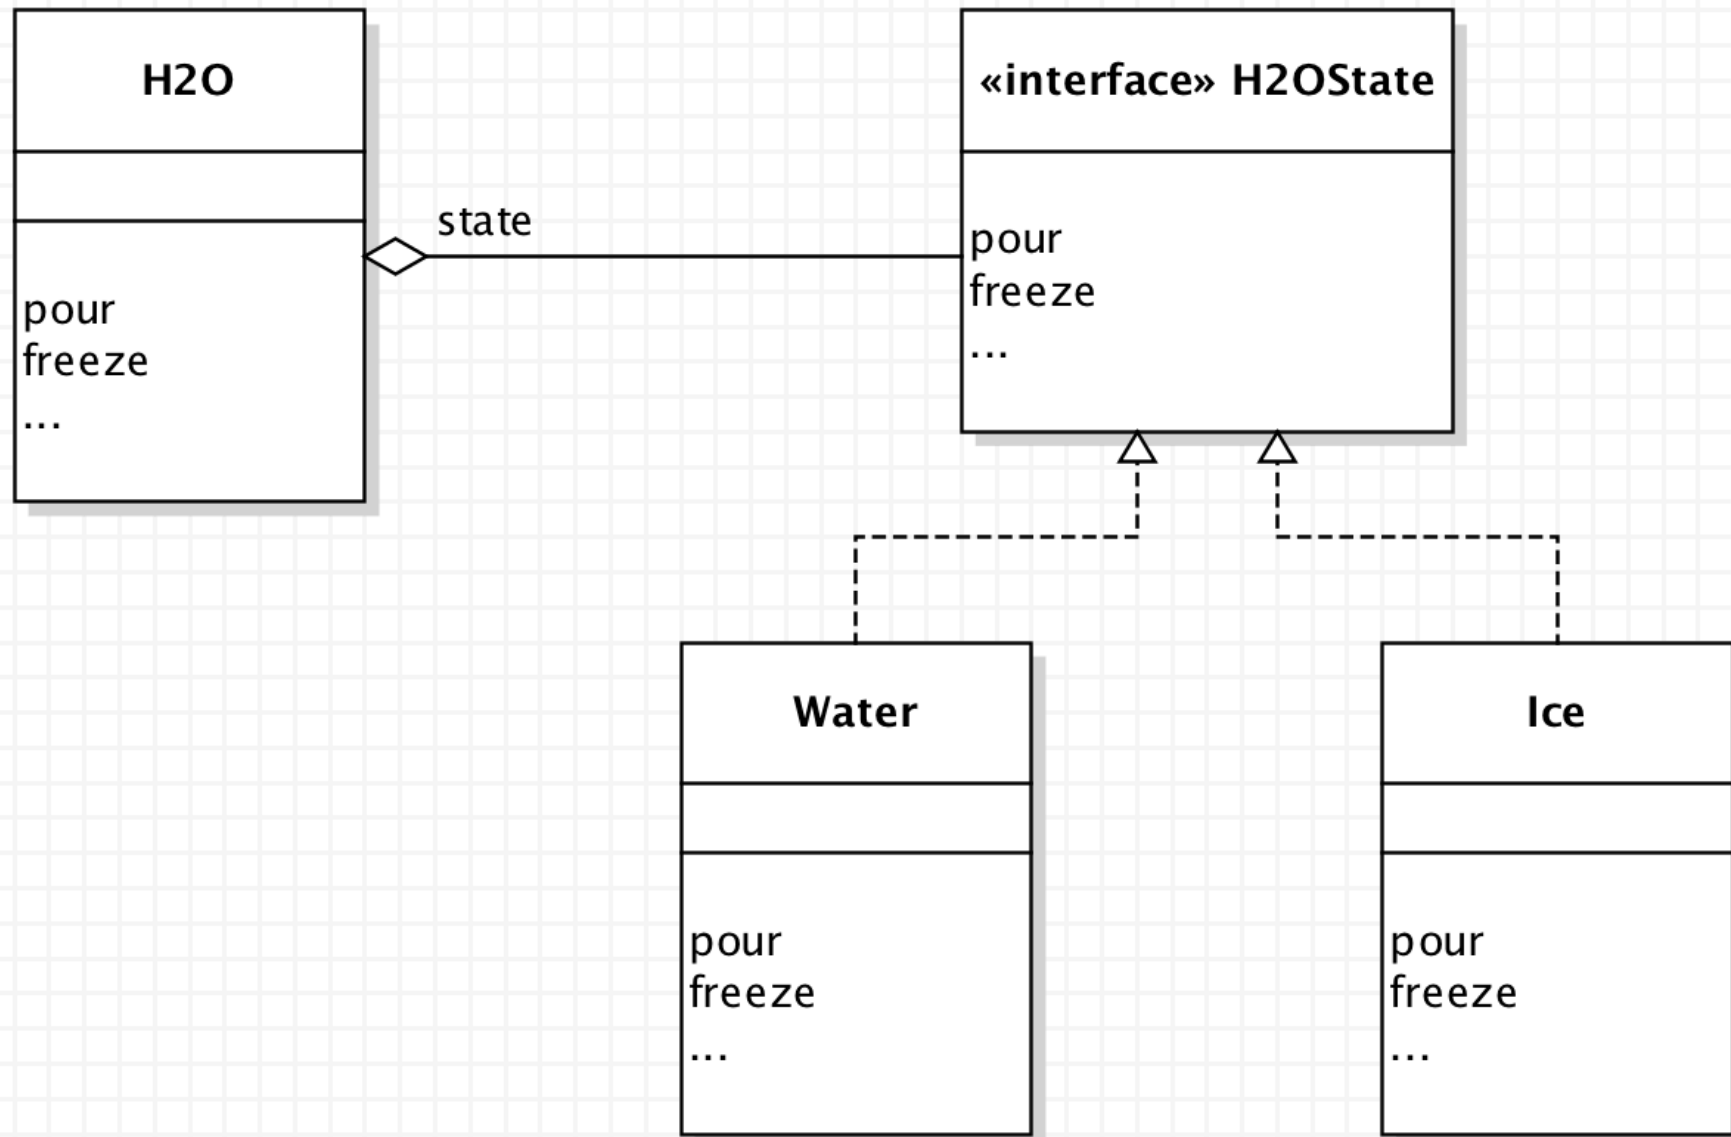 H2O
pour
freeze
...
state
«interface» H2OState
pour
freeze
...
Water
pour
freeze
...
Ice
pour
freeze
...